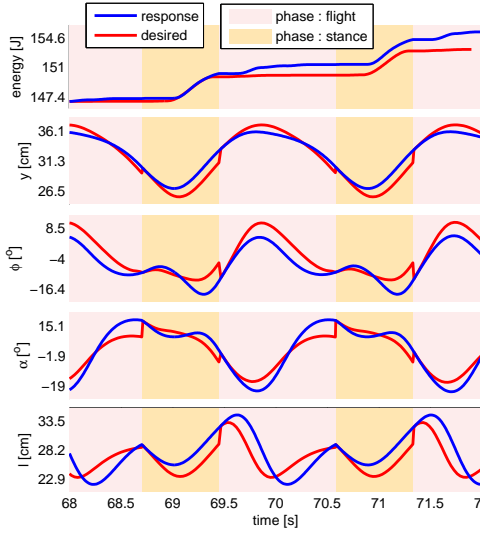 response
desired
phase : flight
phase : stance
energy [J]
154.6
151
147.4
y [cm]
36.1
31.3
26.5
ϕ [°]
8.5
−4
−16.4
α [°]
15.1
−1.9
−19
l [cm]
33.5
28.2
22.9
68 68.5 69 69.5 70 70.5 71 71.5 7
time [s]